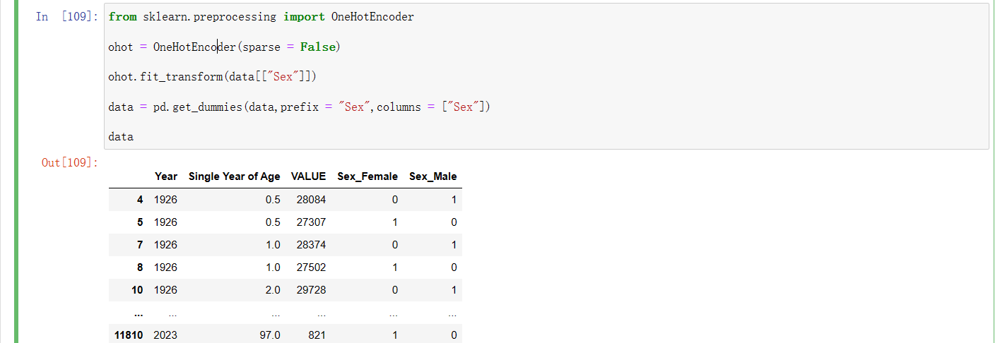 In [109]: from sklearn.preprocessing import OneHotEncoder
ohot = OneHotEncoder(sparse = False)
ohot.fit_transform(data[["Sex"]])
data = pd.get_dummies(data,prefix = "Sex",columns = ["Sex"])
data
Out[109]:
Year Single Year of Age VALUE Sex_Female Sex_Male
4 1926 0.5 28084 0 1
5 1926 0.5 27307 1 0
7 1926 1.0 28374 0 1
8 1926 1.0 27502 1 0
10 1926 2.0 29728 0 1
... ... ... ... ... ...
11810 2023 97.0 821 1 0